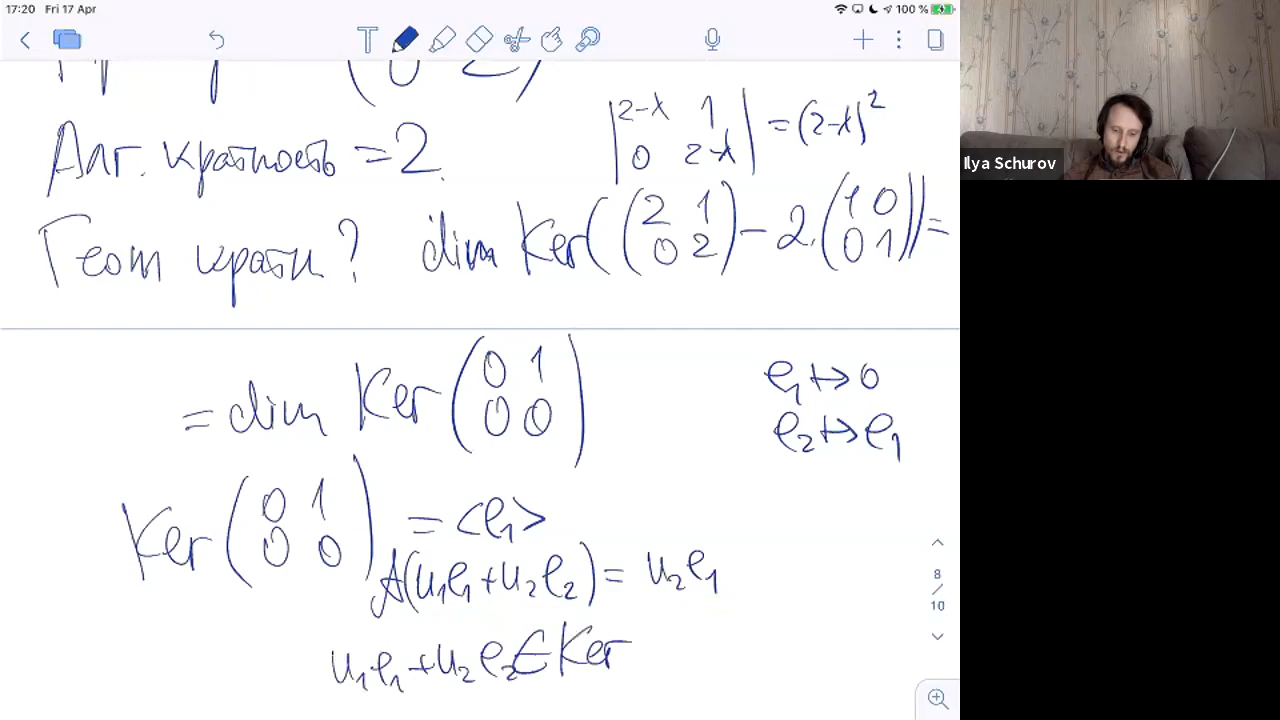 17:20 Fri 17 Apr
100 %
T
(0 2)
|2-λ 1|
|0 2-λ| = (2-λ)²
Алг. кратность = 2.
Геом кратн? dim Ker((2 1)
(0 2) - 2·(1 0)
(0 1)) =
= dim Ker(0 1)
(0 0)
e₁ ↦ 0
e₂ ↦ e₁
Ker(0 1)
(0 0) = <e₁>
A(u₁e₁+u₂e₂) = u₂e₁
u₁e₁+u₂e₂ ∈ Ker
8
10
Ilya Schurov